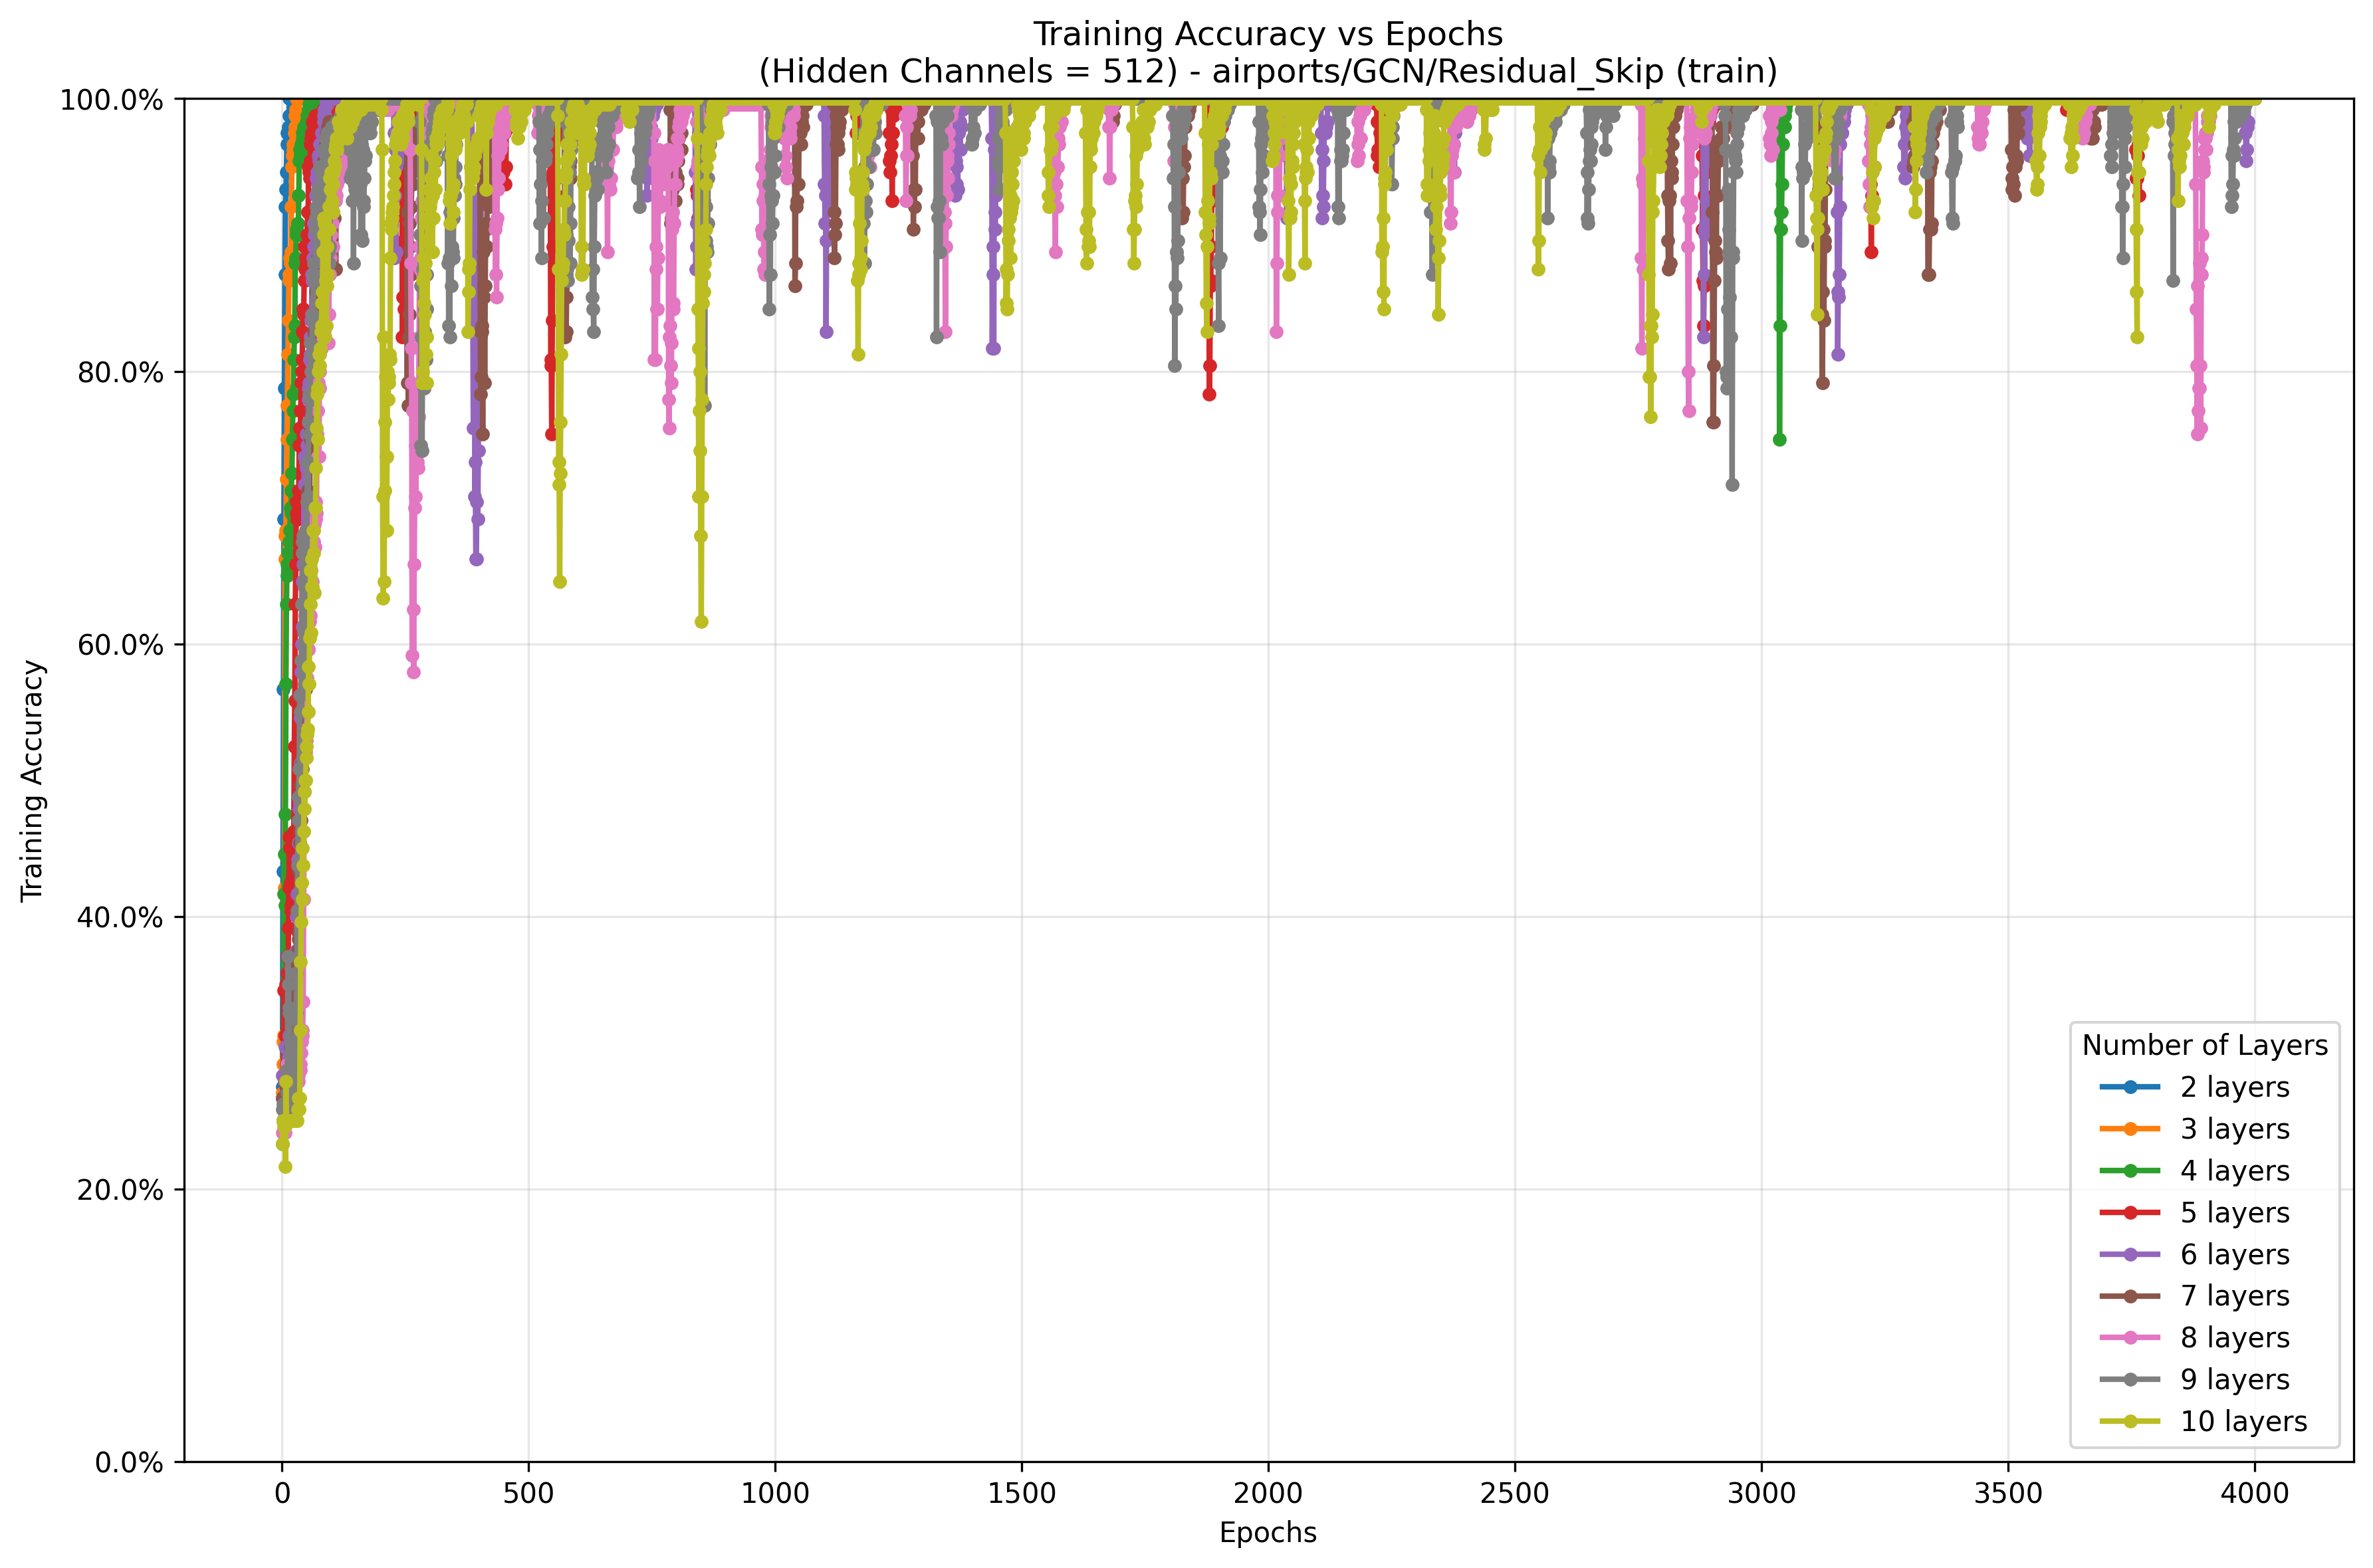 Training Accuracy vs Epochs
(Hidden Channels = 512) - airports/GCN/Residual_Skip (train)
Training Accuracy
100.0%
80.0%
60.0%
40.0%
20.0%
0.0%
0
500
1000
1500
2000
2500
3000
3500
4000
Epochs
Number of Layers
2 layers
3 layers
4 layers
5 layers
6 layers
7 layers
8 layers
9 layers
10 layers